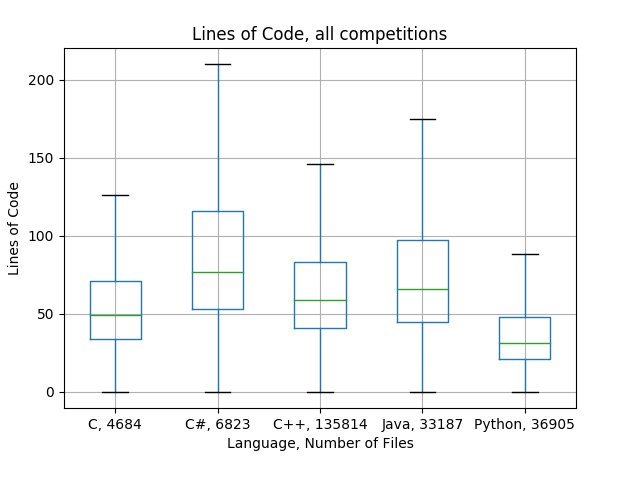 Lines of Code, all competitions
Lines of Code
200
150
100
50
0
C, 4684 C#, 6823 C++, 135814 Java, 33187 Python, 36905
Language, Number of Files